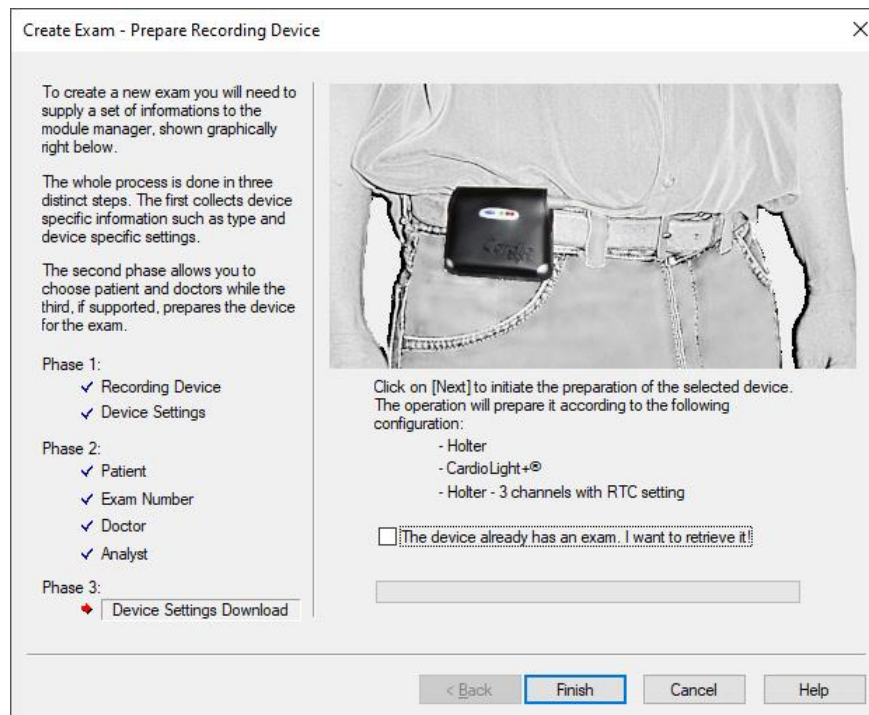 Create Exam - Prepare Recording Device
To create a new exam you will need to
supply a set of informations to the
module manager, shown graphically
right below.
The whole process is done in three
distinct steps. The first collects device
specific information such as type and
device specific settings.
The second phase allows you to
choose patient and doctors while the
third, if supported, prepares the device
for the exam.
Phase 1:
Recording Device
Device Settings
Phase 2:
Patient
Exam Number
Doctor
Analyst
Phase 3:
Device Settings Download
Click on [Next] to initiate the preparation of the selected device.
The operation will prepare it according to the following
configuration:
- Holter
- CardioLight+®
- Holter - 3 channels with RTC setting
The device already has an exam. I want to retrieve it!
< Back
Finish
Cancel
Help